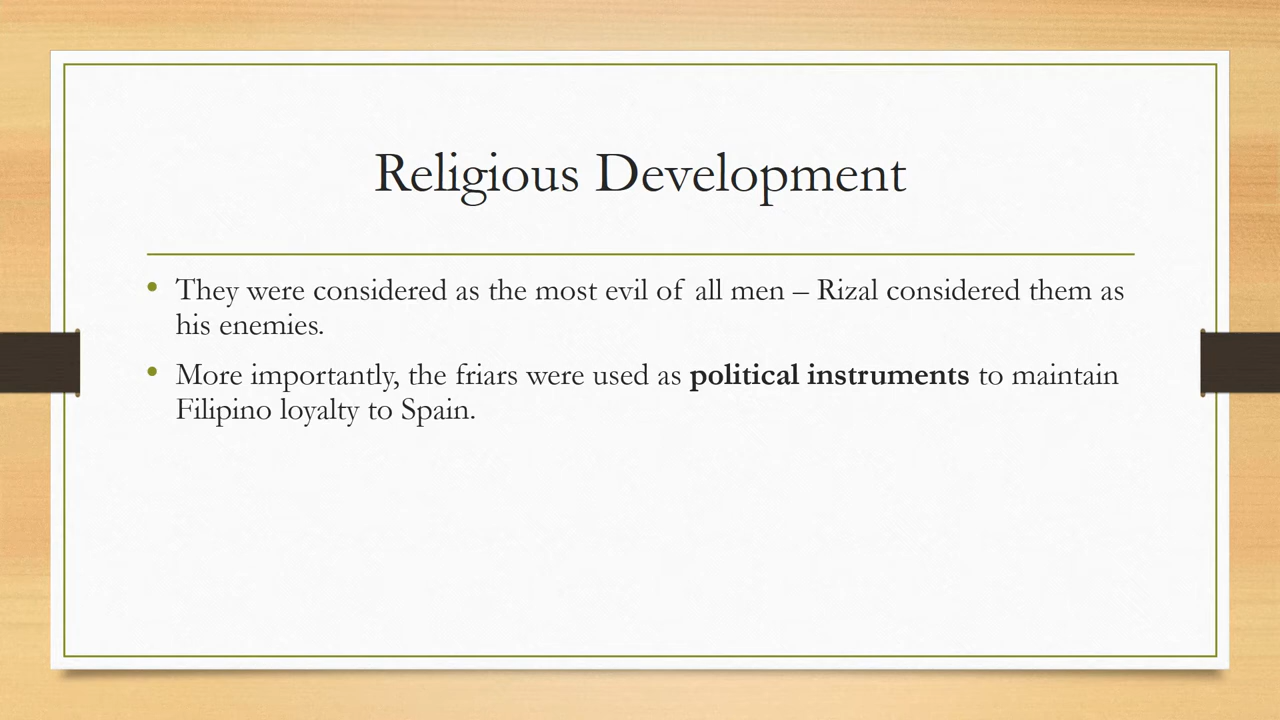 Religious Development
• They were considered as the most evil of all men – Rizal considered them as
his enemies.
• More importantly, the friars were used as political instruments to maintain
Filipino loyalty to Spain.